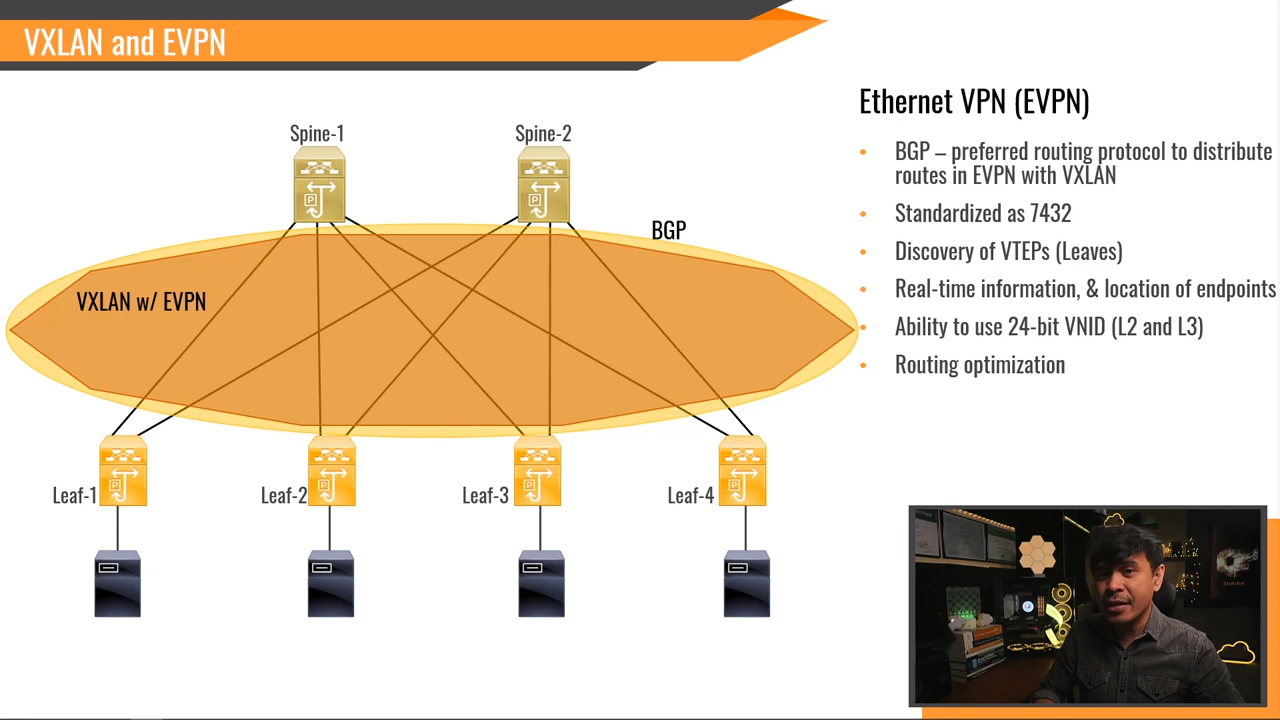 VXLAN and EVPN
Ethernet VPN (EVPN)
Spine-1
Spine-2
BGP – preferred routing protocol to distribute
routes in EVPN with VXLAN
Standardized as 7432
BGP
Discovery of VTEPs (Leaves)
Real-time information, & location of endpoints
VXLAN w/ EVPN
Ability to use 24-bit VNID (L2 and L3)
Routing optimization
P
P
Leaf-1
Leaf-2
Leaf-3
Leaf-4
P
P
P
P